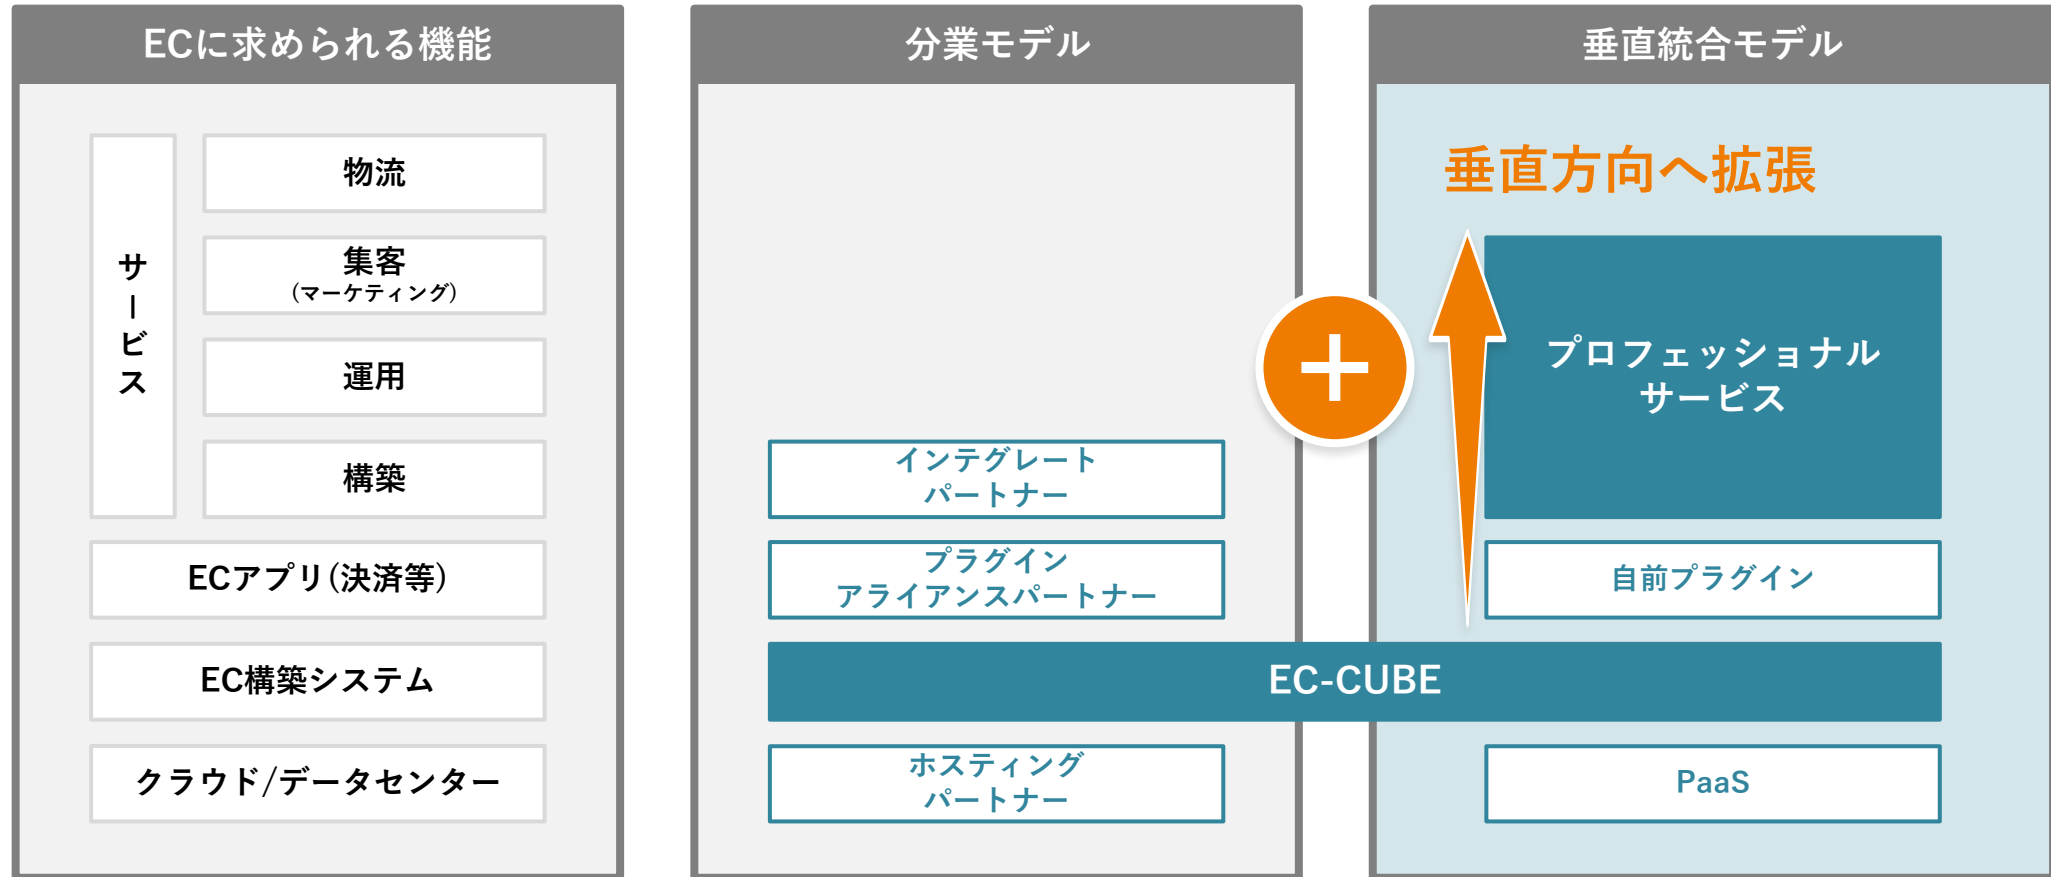 ECに求められる機能
サービス
物流
集客
(マーケティング)
運用
構築
ECアプリ(決済等)
EC構築システム
クラウド/データセンター
分業モデル
インテグレート
パートナー
プラグイン
アライアンスパートナー
EC-CUBE
ホスティング
パートナー
+
垂直統合モデル
垂直方向へ拡張
プロフェッショナル
サービス
自前プラグイン
PaaS